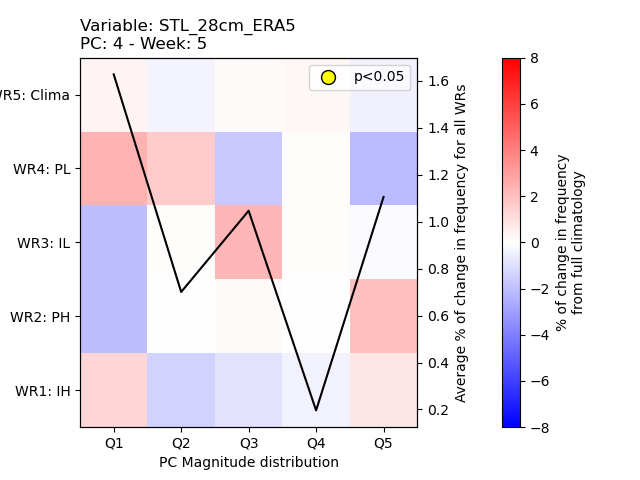 Variable: STL_28cm_ERA5
PC: 4 - Week: 5
p<0.05
WR5: Clima
WR4: PL
WR3: IL
WR2: PH
WR1: IH
Q1 Q2 Q3 Q4 Q5
PC Magnitude distribution
1.6
1.4
1.2
1.0
0.8
0.6
0.4
0.2
Average % of change in frequency for all WRs
8
6
4
2
0
−2
−4
−6
−8
% of change in frequency
from full climatology